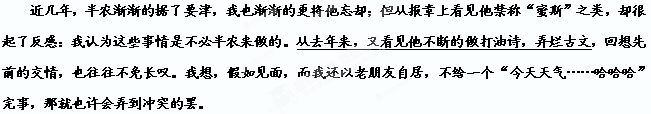 近几年，半农渐渐的据了要津，我也渐渐的更将他忘却；但从报章上看见他禁称“蜜斯”之类，却很
起了反感：我认为这些事情是不必半农来做的。从去年来，又看见他不断的做打油诗，弄烂古文，回想先
前的交情，也往往不免长叹。我想，假如见面，而我还以老朋友自居，不给一个“今天天气……哈哈哈”
完事，那就也许会弄到冲突的罢。